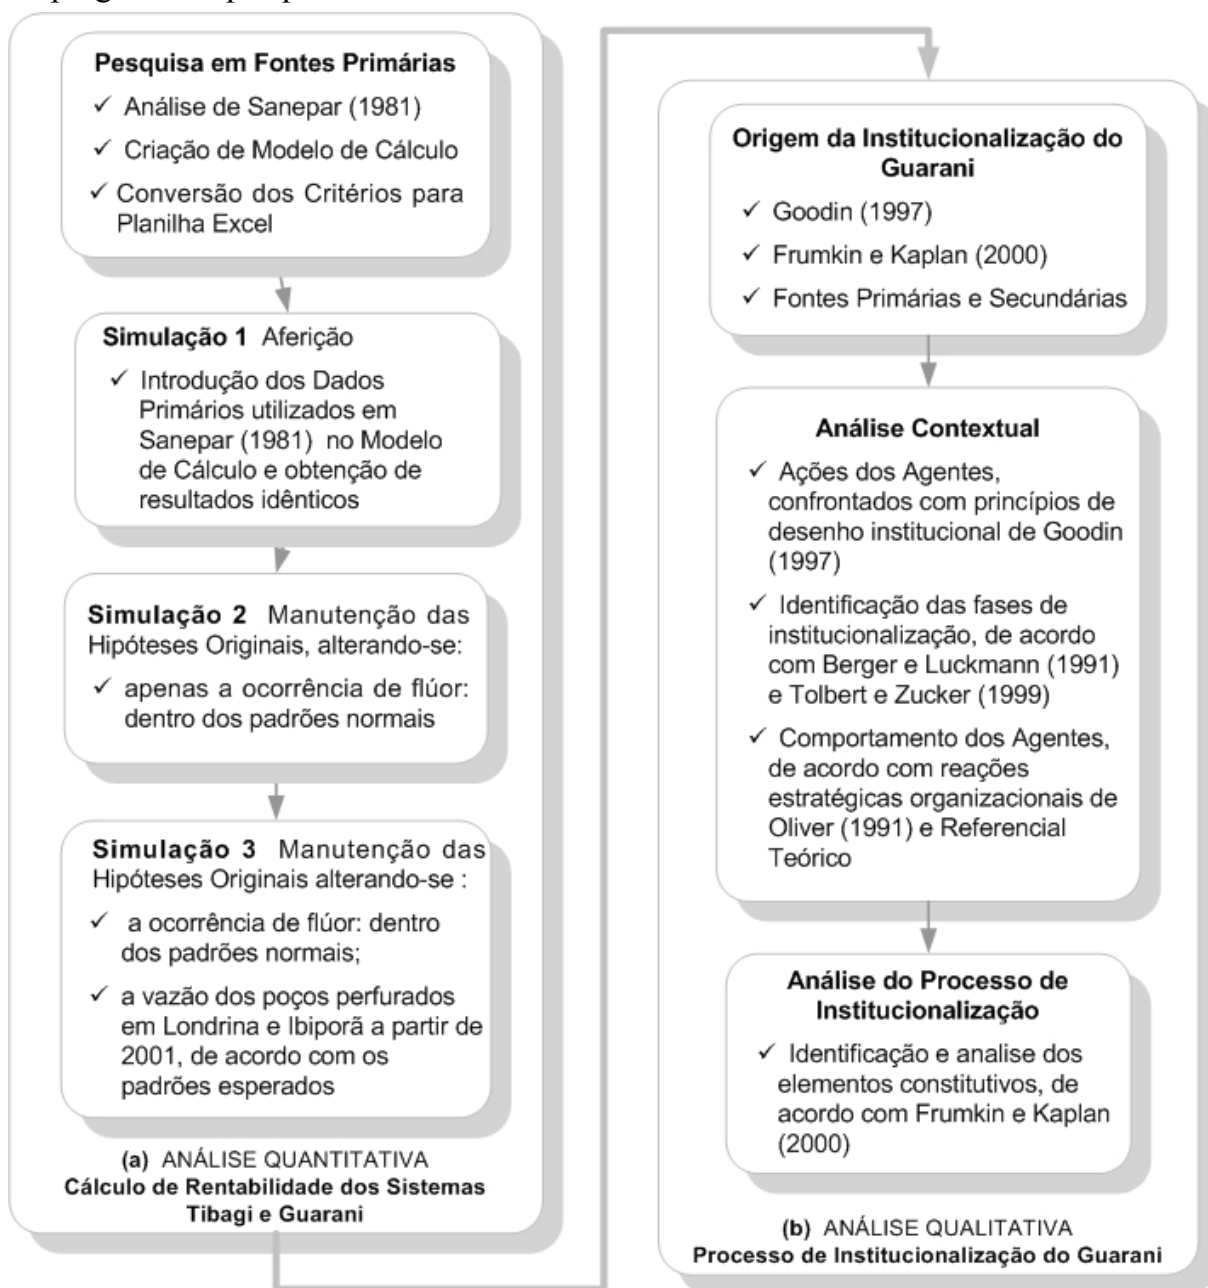 Pesquisa em Fontes Primárias
✓ Análise de Sanepar (1981)
✓ Criação de Modelo de Cálculo
✓ Conversão dos Critérios para
Planilha Excel
Simulação 1 Aferição
✓ Introdução dos Dados
Primários utilizados em
Sanepar (1981) no Modelo
de Cálculo e obtenção de
resultados idênticos
Simulação 2 Manutenção das
Hipóteses Originais, alterando-se:
✓ apenas a ocorrência de flúor:
dentro dos padrões normais
Simulação 3 Manutenção das
Hipóteses Originais alterando-se :
✓ a ocorrência de flúor: dentro
dos padrões normais;
✓ a vazão dos poços perfurados
em Londrina e Ibiporã a partir de
2001, de acordo com os
padrões esperados
(a) ANÁLISE QUANTITATIVA
Cálculo de Rentabilidade dos Sistemas
Tibagi e Guarani
Origem da Institucionalização do
Guarani
✓ Goodin (1997)
✓ Frumkin e Kaplan (2000)
✓ Fontes Primárias e Secundárias
Análise Contextual
✓ Ações dos Agentes,
confrontados com princípios de
desenho institucional de Goodin
(1997)
✓ Identificação das fases de
institucionalização, de acordo
com Berger e Luckmann (1991)
e Tolbert e Zucker (1999)
✓ Comportamento dos Agentes,
de acordo com reações
estratégicas organizacionais de
Oliver (1991) e Referencial
Teórico
Análise do Processo de
Institucionalização
✓ Identificação e analise dos
elementos constitutivos, de
acordo com Frumkin e Kaplan
(2000)
(b) ANÁLISE QUALITATIVA
Processo de Institucionalização do Guarani